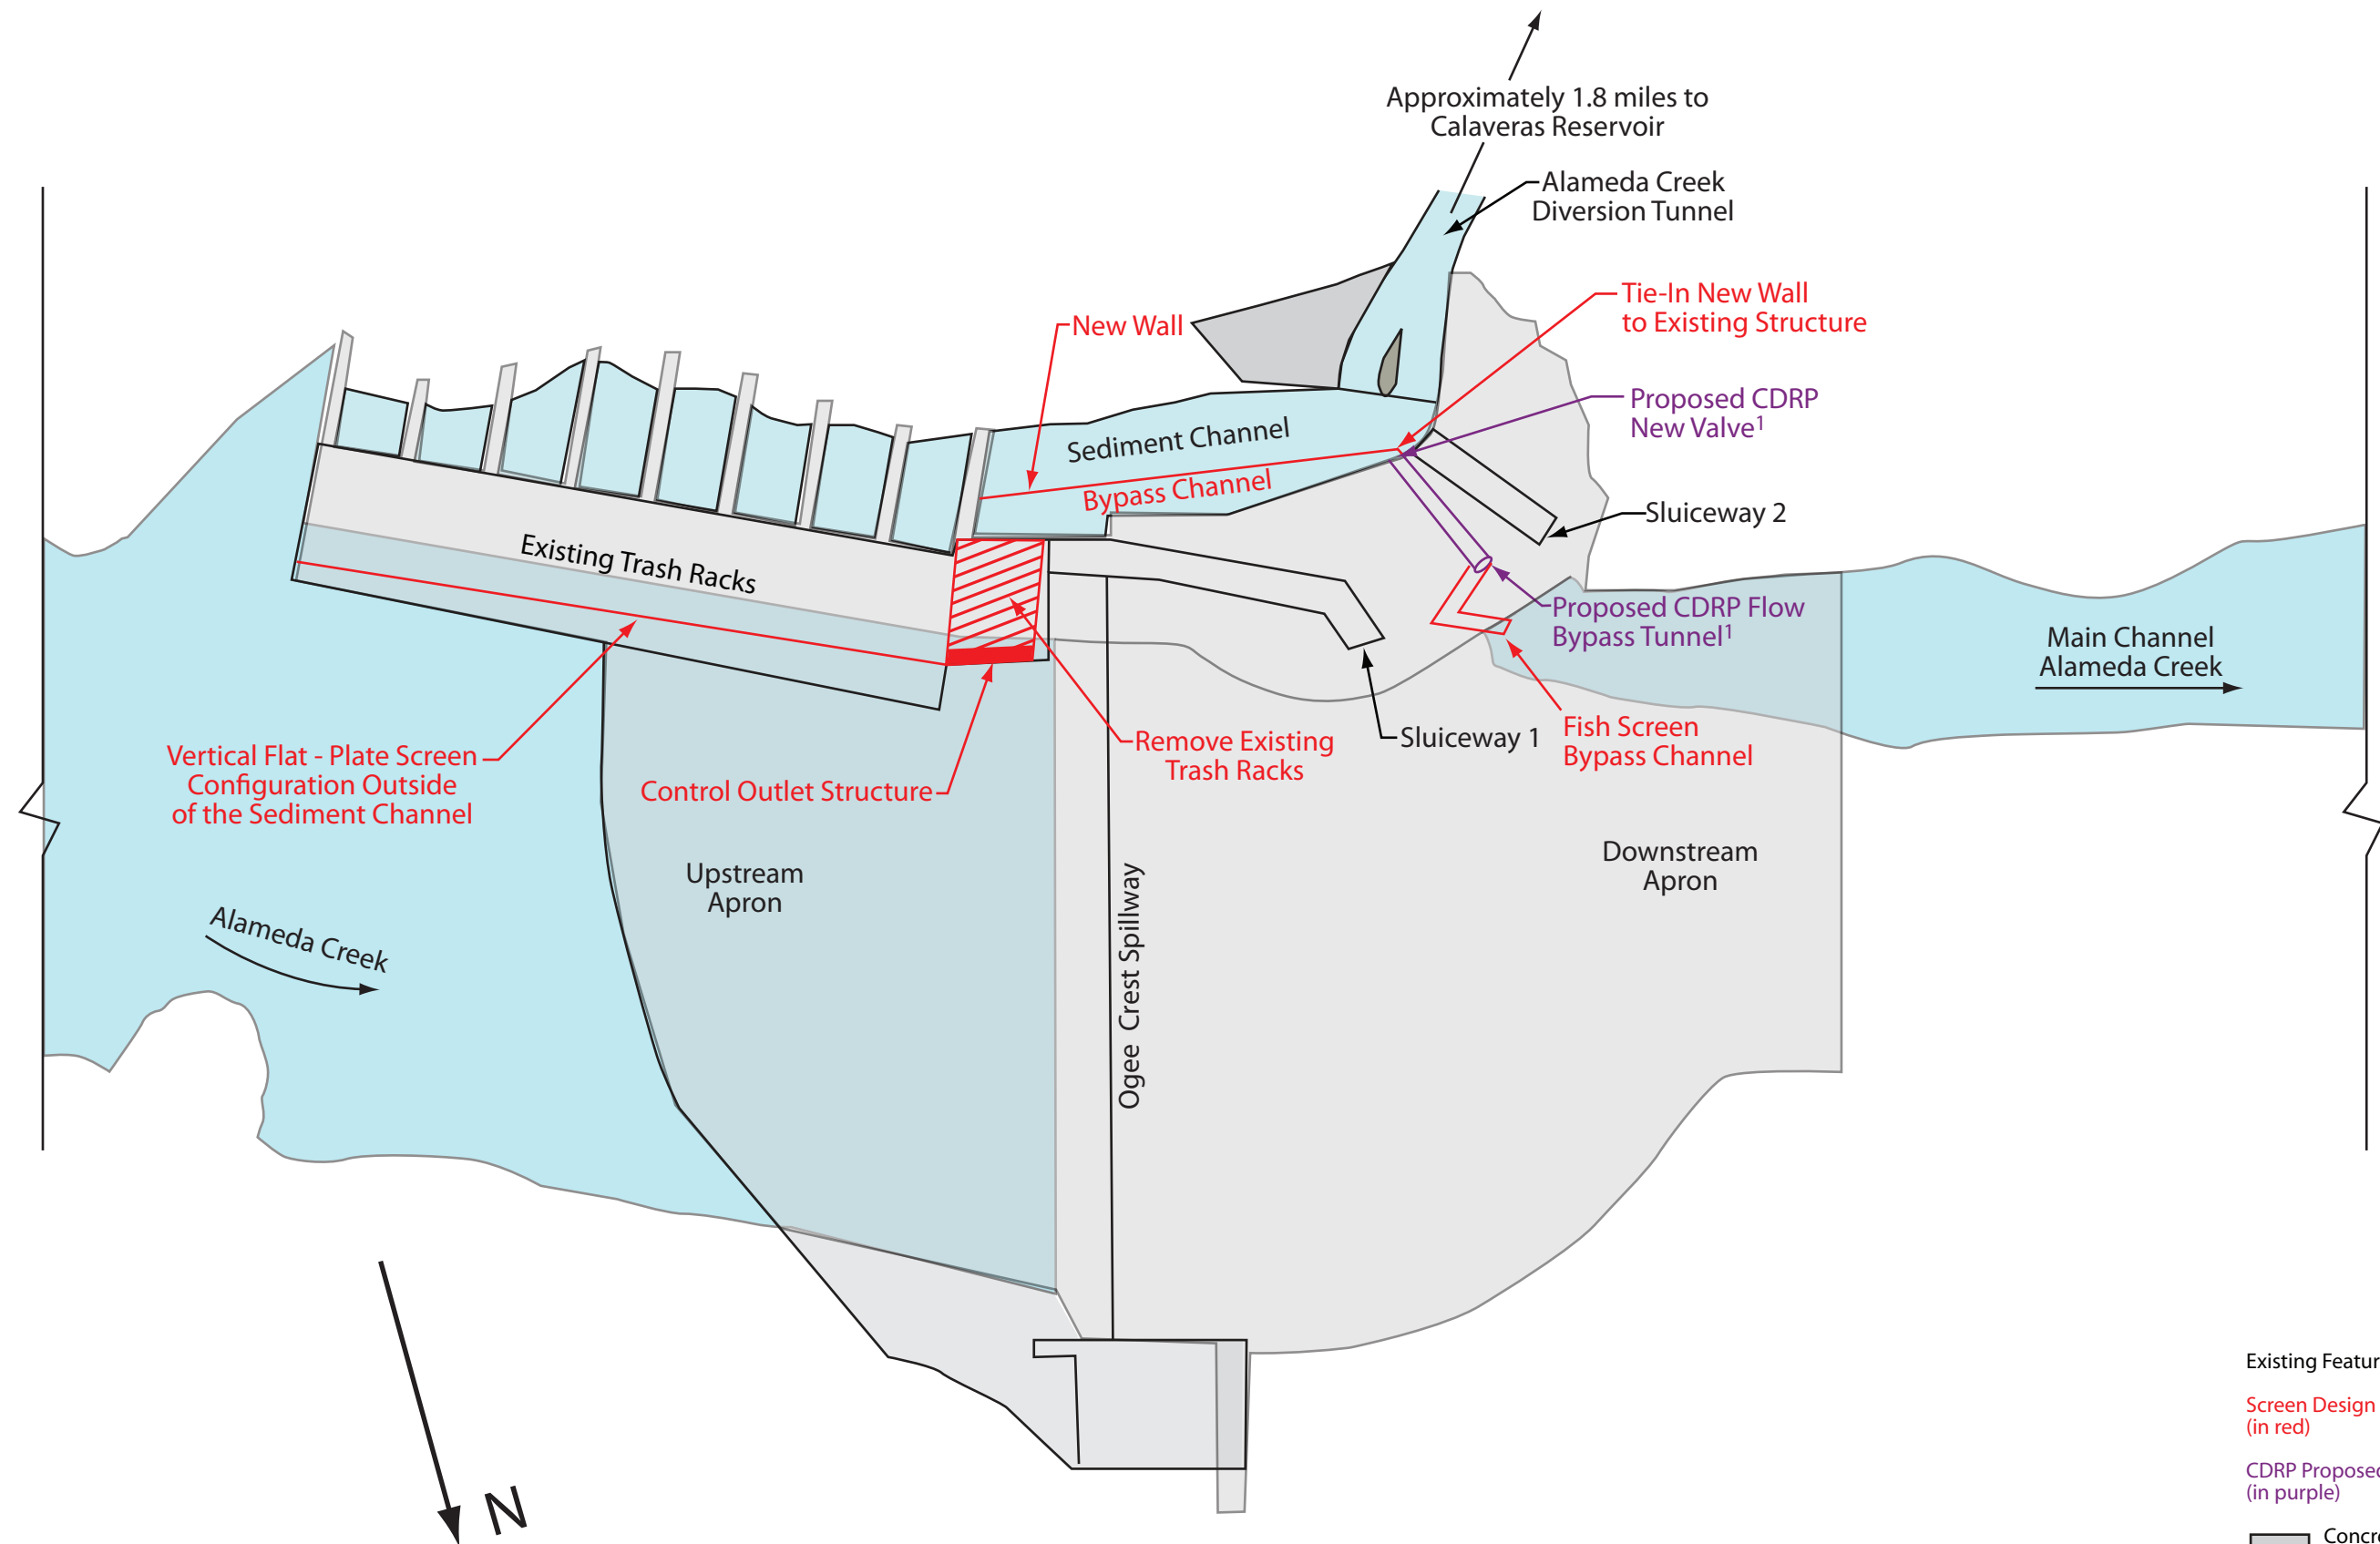 Approximately 1.8 miles to
Calaveras Reservoir
Alameda Creek
Diversion Tunnel
Tie-In New Wall
to Existing Structure
New Wall
Proposed CDRP
New Valve¹
Sediment Channel
Bypass Channel
Sluiceway 2
Existing Trash Racks
Proposed CDRP Flow
Bypass Tunnel¹
Main Channel
Alameda Creek
Fish Screen
Bypass Channel
Sluiceway 1
Remove Existing
Trash Racks
Vertical Flat - Plate Screen
Configuration Outside
of the Sediment Channel
Control Outlet Structure
Upstream
Apron
Downstream
Apron
Alameda Creek
Ogee Crest Spillway
N
Existing
Screen Design
(in red)
CDRP
(in purple)